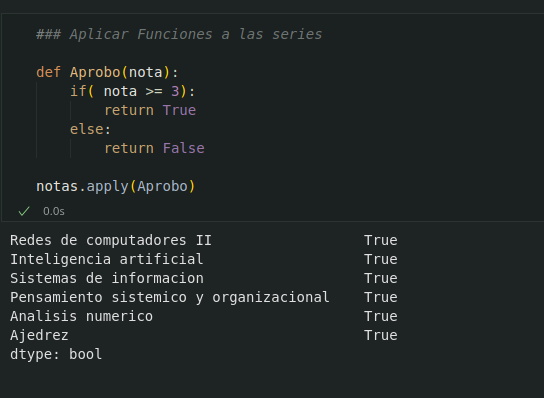 ### Aplicar Funciones a las series
def Aprobo(nota):
if( nota >= 3):
return True
else:
return False
notas.apply(Aprobo)
✓ 0.0s
Redes de computadores II True
Inteligencia artificial True
Sistemas de informacion True
Pensamiento sistemico y organizacional True
Analisis numerico True
Ajedrez True
dtype: bool